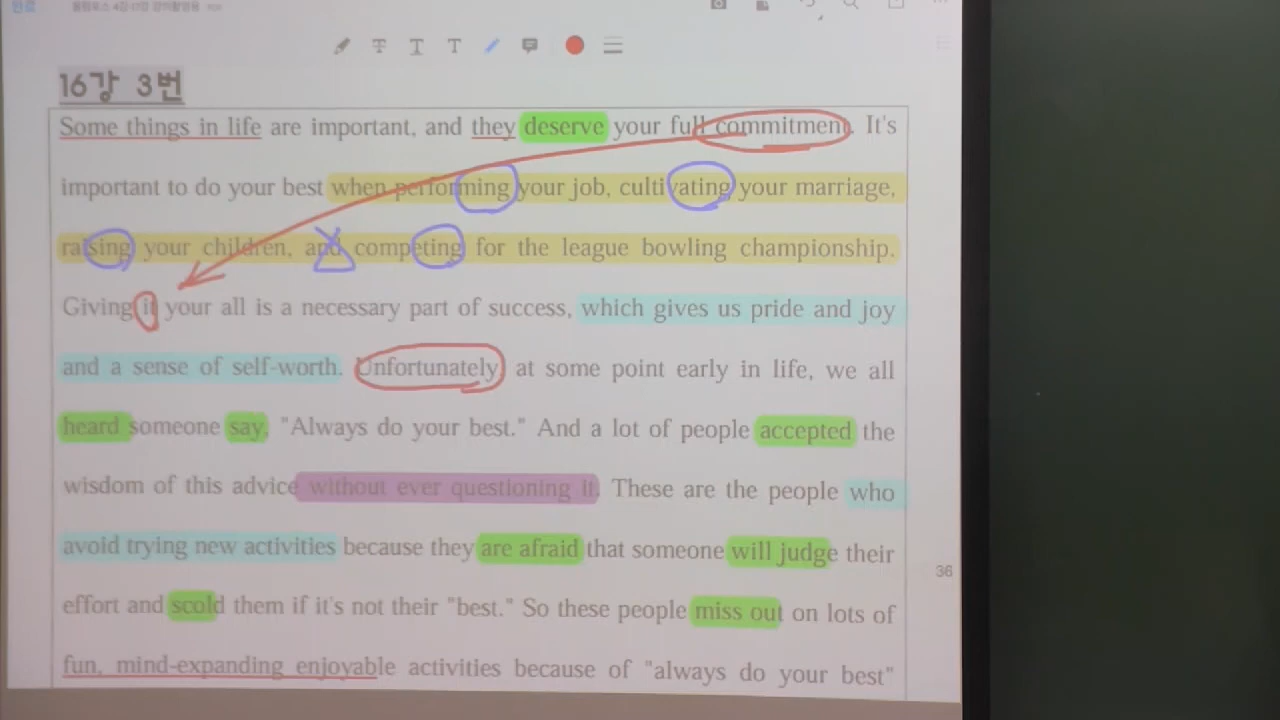 완료
16강 3번
Some things in life are important, and they deserve your full commitment. It's
important to do your best when performing your job, cultivating your marriage,
raising your children, and competing for the league bowling championship.
Giving it your all is a necessary part of success, which gives us pride and joy
and a sense of self-worth. Unfortunately, at some point early in life, we all
heard someone say, "Always do your best." And a lot of people accepted the
wisdom of this advice without ever questioning it. These are the people who
avoid trying new activities because they are afraid that someone will judge their
effort and scold them if it's not their "best." So these people miss out on lots of
fun, mind-expanding enjoyable activities because of "always do your best"
36